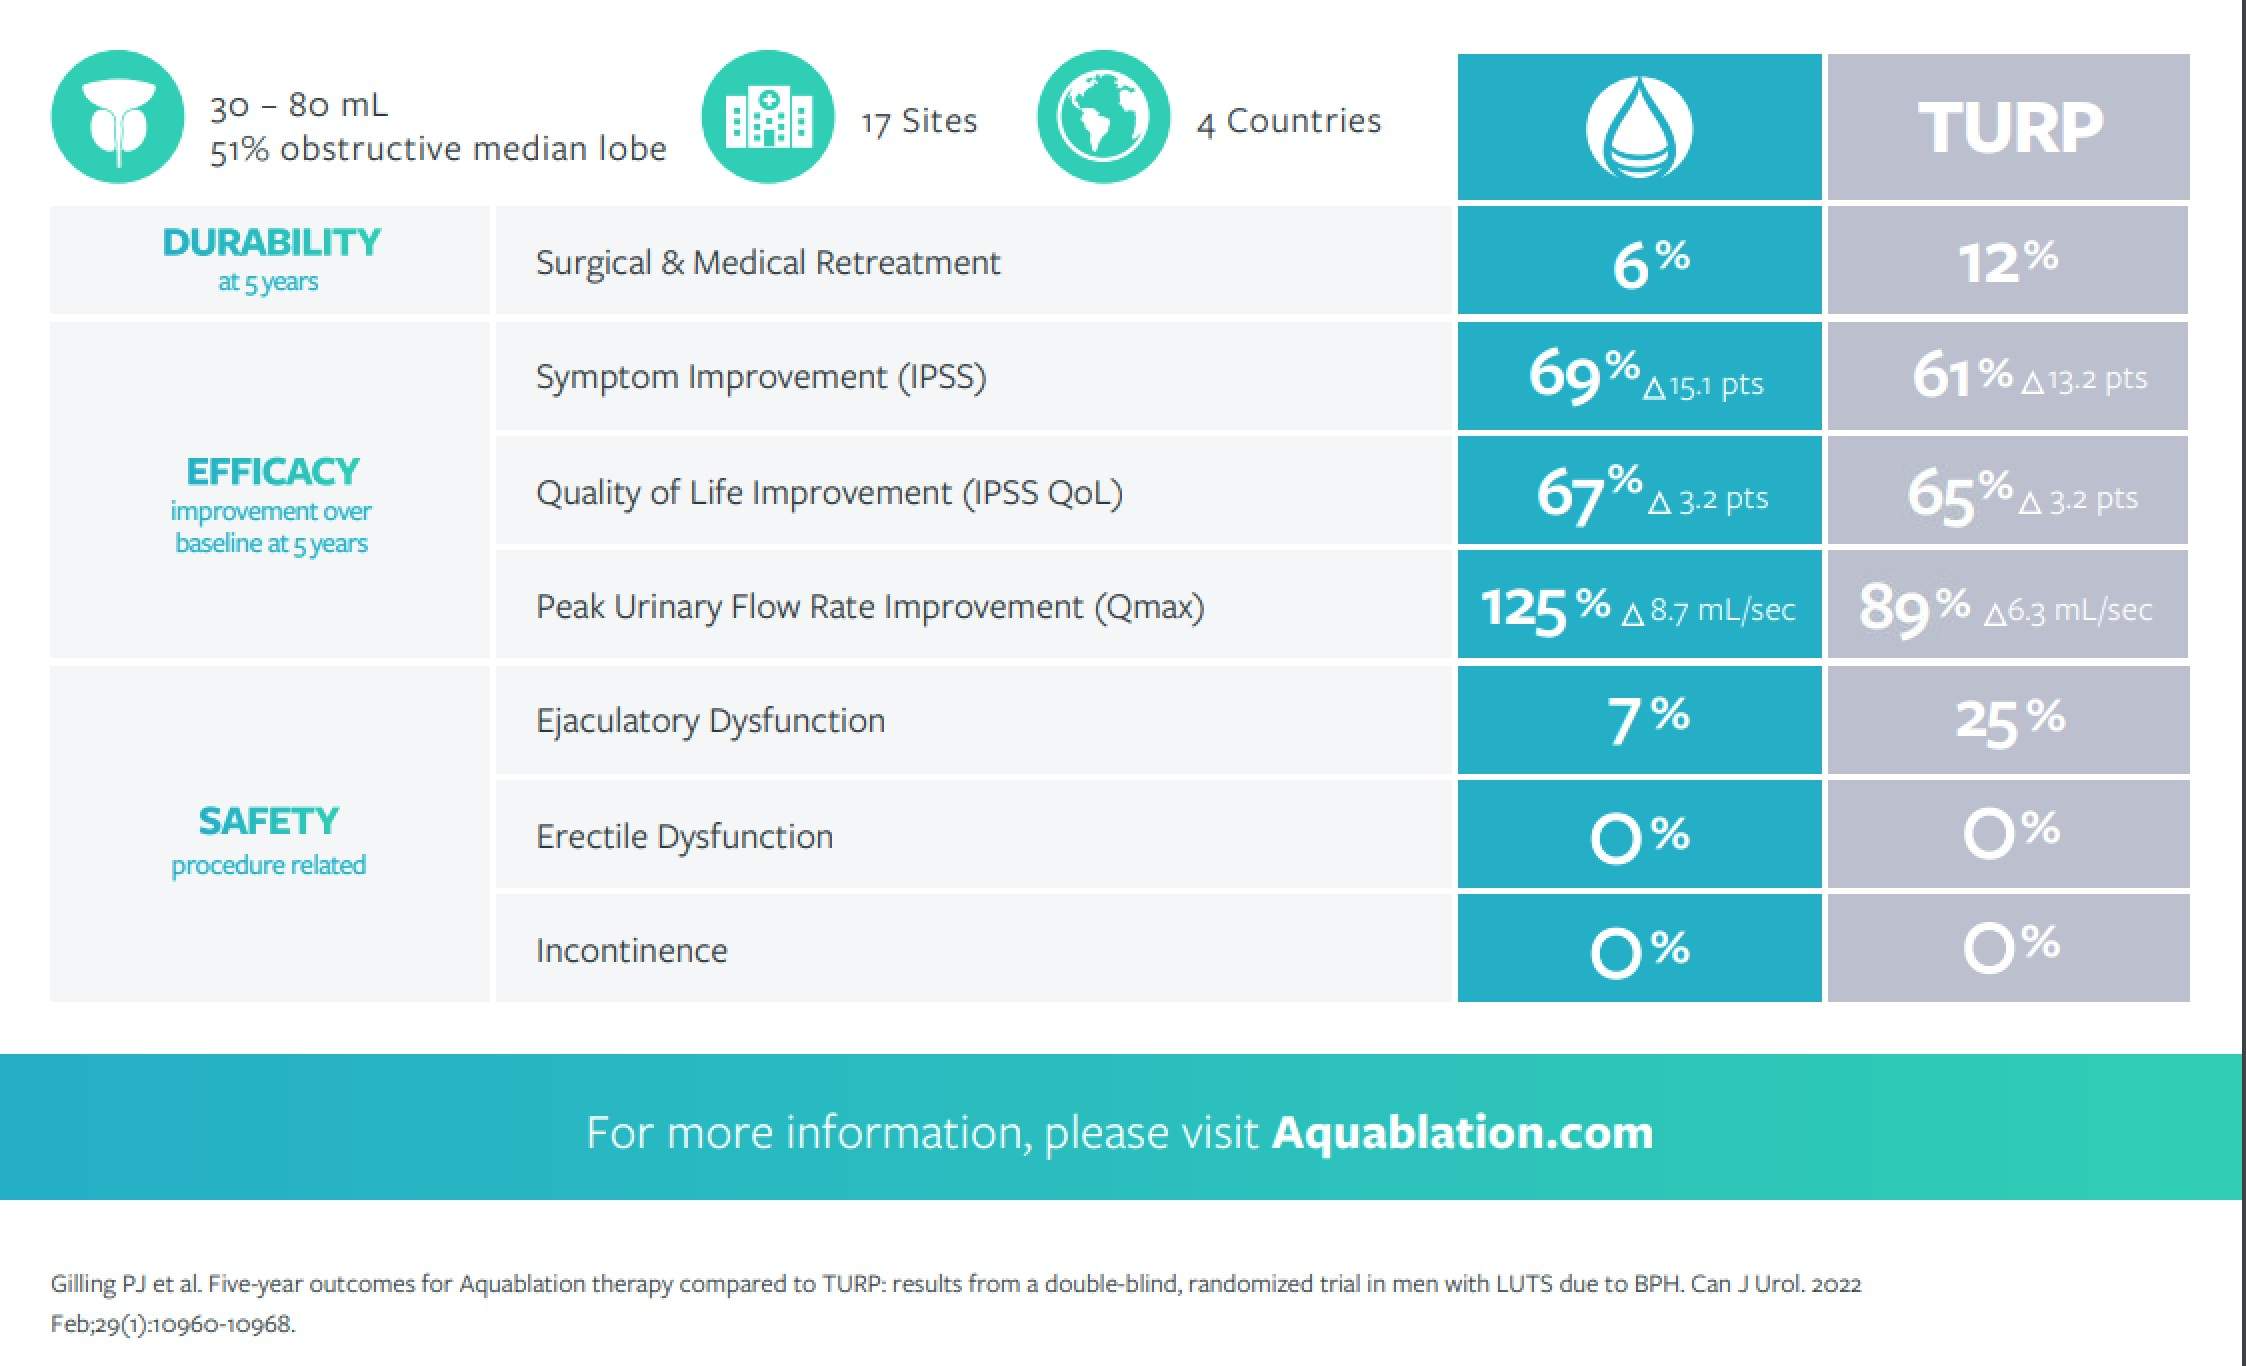 30 – 80 mL
51% obstructive median lobe
17 Sites
4 Countries
TURP
DURABILITY
at 5 years
Surgical & Medical Retreatment
6%
12%
EFFICACY
improvement over
baseline at 5 years
Symptom Improvement (IPSS)
69% Δ15.1 pts
61% Δ13.2 pts
Quality of Life Improvement (IPSS QoL)
67% Δ 3.2 pts
65% Δ 3.2 pts
Peak Urinary Flow Rate Improvement (Qmax)
125% Δ 8.7 mL/sec
89% Δ6.3 mL/sec
SAFETY
procedure related
Ejaculatory Dysfunction
7%
25%
Erectile Dysfunction
0%
0%
Incontinence
0%
0%
For more information, please visit Aquablation.com
Gilling PJ et al. Five-year outcomes for Aquablation therapy compared to TURP: results from a double-blind, randomized trial in men with LUTS due to BPH. Can J Urol. 2022
Feb;29(1):10960-10968.